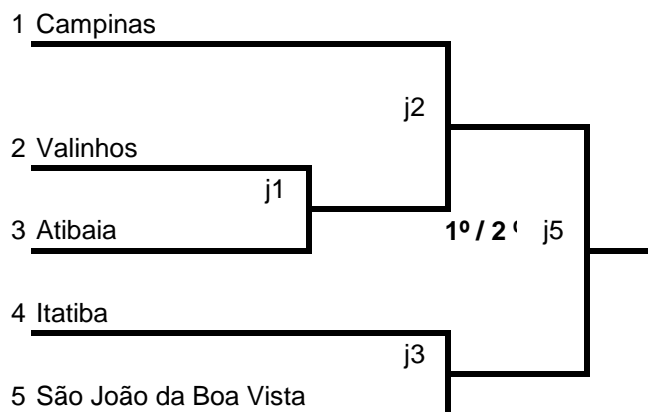 1 Campinas
j2
2 Valinhos
j1
3 Atibaia
1º / 2º j5
4 Itatiba
j3
5 São João da Boa Vista